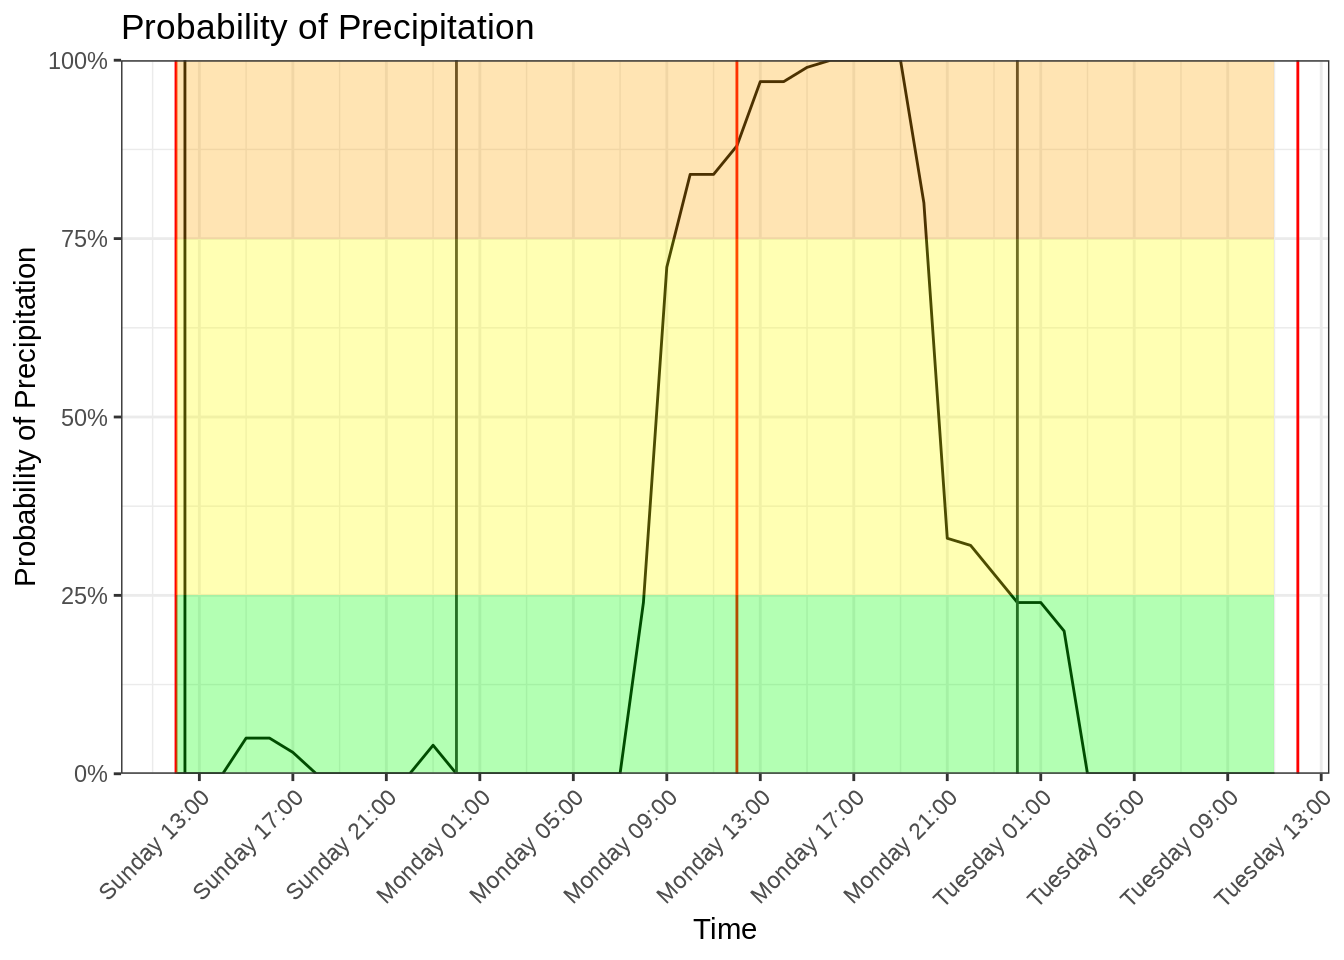 Probability of Precipitation
Probability of Precipitation
100%
75%
50%
25%
0%
Sunday 13:00
Sunday 17:00
Sunday 21:00
Monday 01:00
Monday 05:00
Monday 09:00
Monday 13:00
Monday 17:00
Monday 21:00
Tuesday 01:00
Tuesday 05:00
Tuesday 09:00
Tuesday 13:00
Time